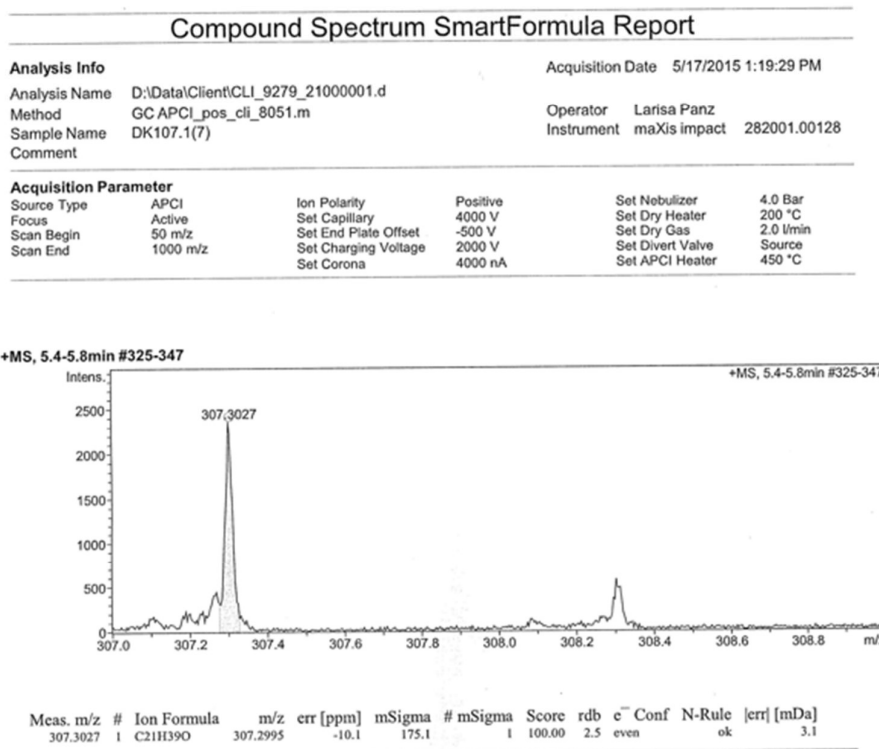 Compound Spectrum SmartFormula Report
Analysis Info
Acquisition Date 5/17/2015 1:19:29 PM
Analysis Name D:\Data\Client\CLI_9279_21000001.d
Method GC APCI_pos_cli_8051.m
Operator Larisa Panz
Sample Name DK107.1(7)
Instrument maXis impact 282001.00128
Comment
Acquisition Parameter
Source Type APCI Ion Polarity Positive Set Nebulizer 4.0 Bar
Focus Active Set Capillary 4000 V Set Dry Heater 200 °C
Scan Begin 50 m/z Set End Plate Offset -500 V Set Dry Gas 2.0 l/min
Scan End 1000 m/z Set Charging Voltage 2000 V Set Divert Valve Source
Set Corona 4000 nA Set APCI Heater 450 °C
+MS, 5.4-5.8min #325-347
Intens.
+MS, 5.4-5.8min #325-347
2500
307.3027
2000
1500
1000
500
0
307.0 307.2 307.4 307.6 307.8 308.0 308.2 308.4 308.6 308.8 m/
Meas. m/z # Ion Formula m/z err [ppm] mSigma # mSigma Score rdb e⁻ Conf N-Rule |err| [mDa]
307.3027 1 C21H39O 307.2995 -10.1 175.1 1 100.00 2.5 even ok 3.1